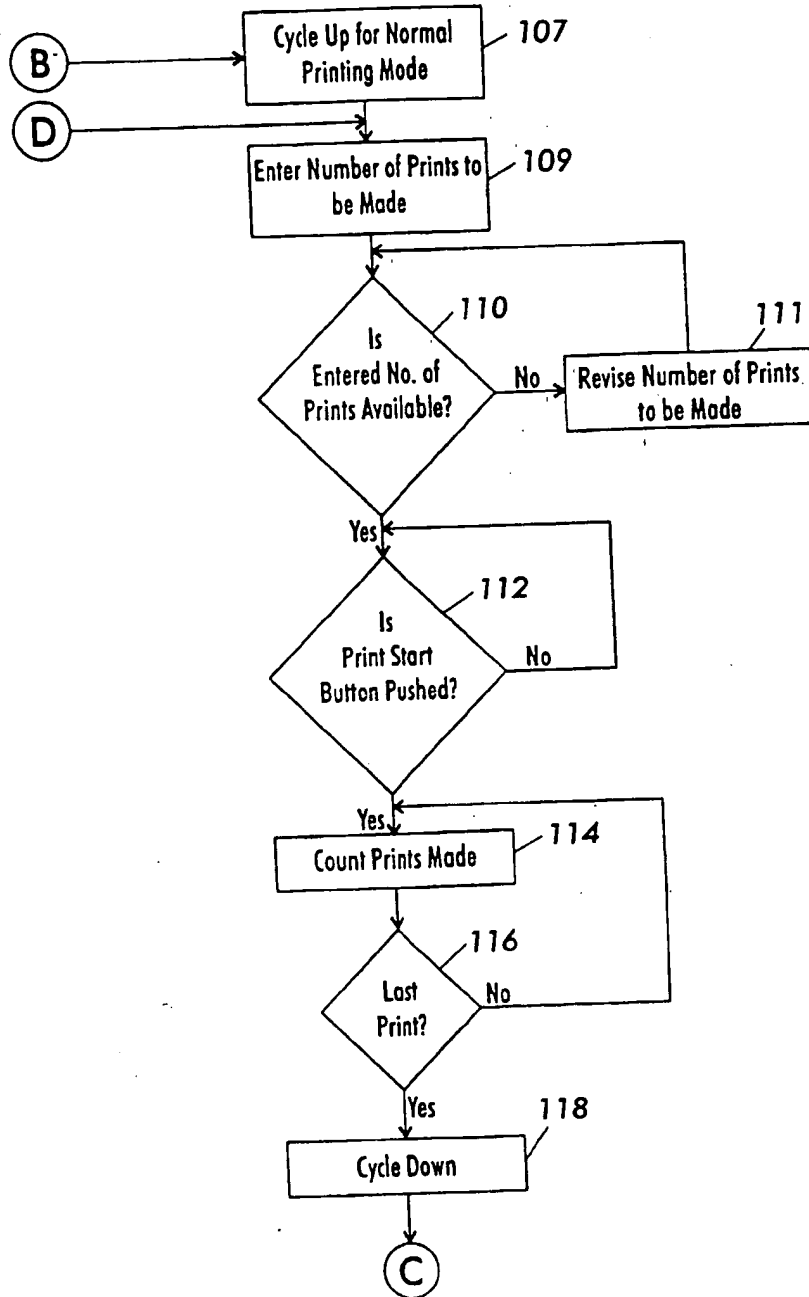 Cycle Up for Normal
Printing Mode
107
B
D
Enter Number of Prints to
be Made
109
110
Is
Entered No. of
Prints Available?
No
111
Revise Number of Prints
to be Made
Yes
112
Is
Print Start
Button Pushed?
No
Yes
Count Prints Made
114
116
Last
Print?
No
Yes
118
Cycle Down
C